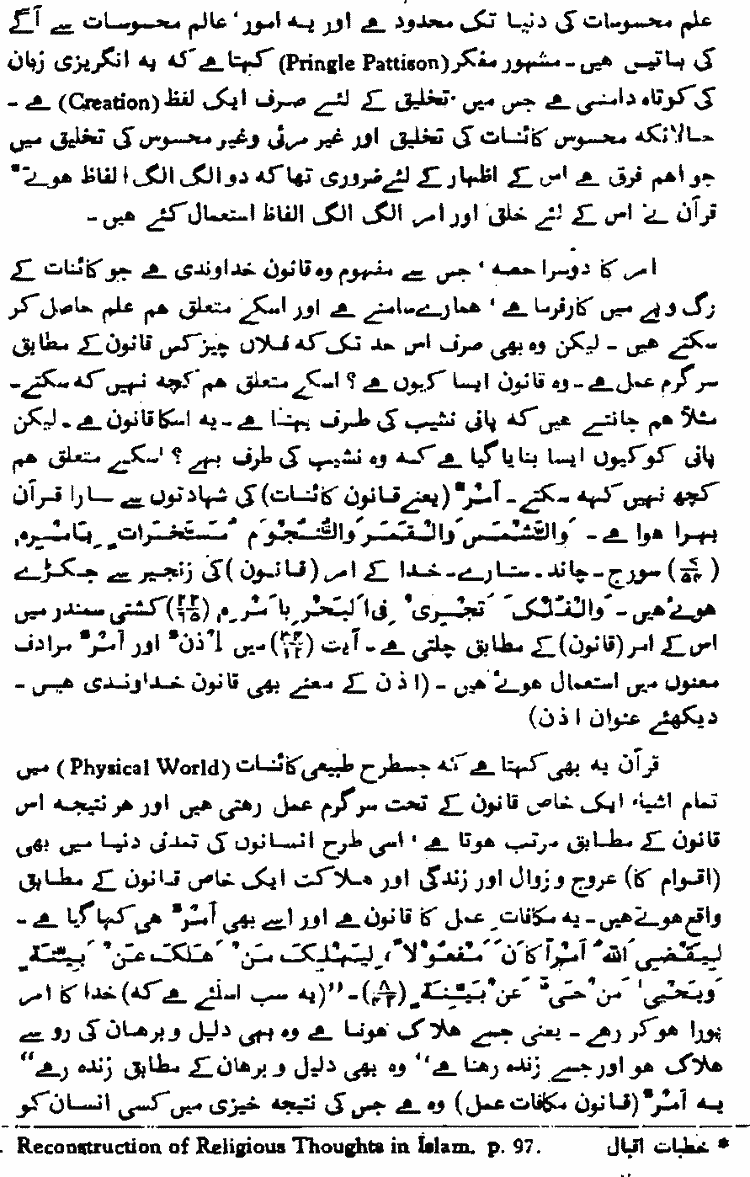 علم محسوسات کی دنیا تک محدود ہے اور یہ امور، عالم محسوسات سے آگے
کی باتیں ہیں۔ مشہور مفکر (Pringle Pattison) کہتا ہے کہ یہ انگریزی زبان
کی کوتاہ دامنی ہے جس میں تخلیق کے لئے صرف ایک لفظ (Creation) ہے۔
حالانکہ محسوس کائنات کی تخلیق اور غیر مرئی وغیر محسوس کی تخلیق میں
جو اہم فرق ہے اس کے اظہار کے لئے ضروری تھا کہ دو الگ الگ الفاظ ہوتے*
قرآن نے اس کے لئے خلق اور امر الگ الگ الفاظ استعمال کئے ہیں۔
امر کا دوسرا حصہ، جس سے مفہوم وہ قانون خداوندی ہے جو کائنات کے
رگ و پے میں کارفرما ہے، ہمارے سامنے ہے اور اسکے متعلق ہم علم حاصل کر
سکتے ہیں۔ لیکن وہ بھی صرف اس حد تک کہ فلاں چیز کس قانون کے مطابق
سرگرم عمل ہے۔ وہ قانون ایسا کیوں ہے؟ اسکے متعلق ہم کچھ نہیں کہ سکتے۔
مثلاً ہم جانتے ہیں کہ پانی نشیب کی طرف بہتا ہے۔ یہ اسکا قانون ہے۔ لیکن
پانی کو کیوں ایسا بنایا گیا ہے کہ وہ نشیب کی طرف بہے؟ اسکے متعلق ہم
کچھ نہیں کہہ سکتے۔ اَمْرٌ (یعنے قانون کائنات) کی شہادتوں سے سارا قرآن
بھرا ہوا ہے۔ وَالشَّمْسَ وَالْقَمَرَ وَالنُّجُوْمَ مُسَخَّرَاتٍ بِاَمْرِہٖ
(۷/۵۴) سورج۔ چاند۔ ستارے۔ خدا کے امر (قانون) کی زنجیر سے جکڑے
ہوئے ہیں۔ وَالْفُلْکَ تَجْرِیْ فِی الْبَحْرِ بِاَمْرِہٖ (۲۲/۶۵) کشتی سمندر میں
اس کے امر (قانون) کے مطابق چلتی ہے۔ آیت (۳۴/۱۲) میں اِذْنٌ اور اَمْرٌ مرادف
معنوں میں استعمال ہوئے ہیں۔ (اذن کے معنے بھی قانون خداوندی ہیں۔
دیکھئے عنوان اذن)
قرآن یہ بھی کہتا ہے کہ جسطرح طبیعی کائنات (Physical World) میں
تمام اشیاء ایک خاص قانون کے تحت سرگرم عمل رہتی ہیں اور ہر نتیجہ اس
قانون کے مطابق مرتب ہوتا ہے، اسی طرح انسانوں کی تمدنی دنیا میں بھی
(اقوام کا) عروج و زوال اور زندگی اور ہلاکت ایک خاص قانون کے مطابق
واقع ہوتے ہیں۔ یہ مکافاتِ عمل کا قانون ہے اور اسے بھی اَمْرٌ ہی کہا گیا ہے۔
لِیَقْضِیَ اللہُ اَمْراً کَانَ مَفْعُوْلاً، لِیَہْلِکَ مَنْ ہَلَکَ عَنْ بَیِّنَۃٍ
وَیَحْیٰی مَنْ حَیَّ عَنْ بَیِّنَۃٍ (۸/۴۲)۔ "(یہ سب اسلئے ہے کہ) خدا کا امر
پورا ہو کر رہے۔ یعنی جسے ہلاک ہونا ہے وہ بھی دلیل و برہان کی رو سے
ہلاک ہو اور جسے زندہ رہنا ہے" وہ بھی دلیل و برہان کے مطابق زندہ رہے"
یہ اَمْرٌ (قانون مکافات عمل) وہ ہے جس کی نتیجہ خیزی میں کسی انسان کو
* خطبات اقبال Reconstruction of Religious Thoughts in Islam. p. 97.